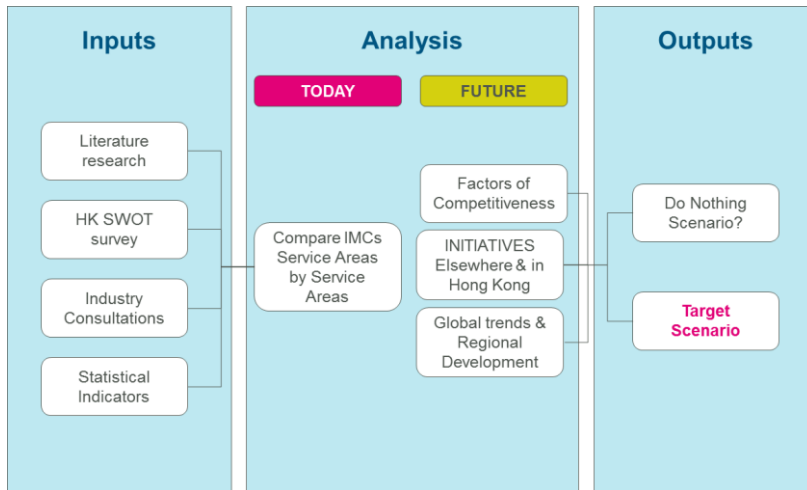 Inputs
Literature
research
HK SWOT
survey
Industry
Consultations
Statistical
Indicators
Analysis
TODAY
Compare IMCs
Service Areas
by Service
Areas
FUTURE
Factors of
Competitiveness
INITIATIVES
Elsewhere & in
Hong Kong
Global trends &
Regional
Development
Outputs
Do Nothing
Scenario?
Target
Scenario